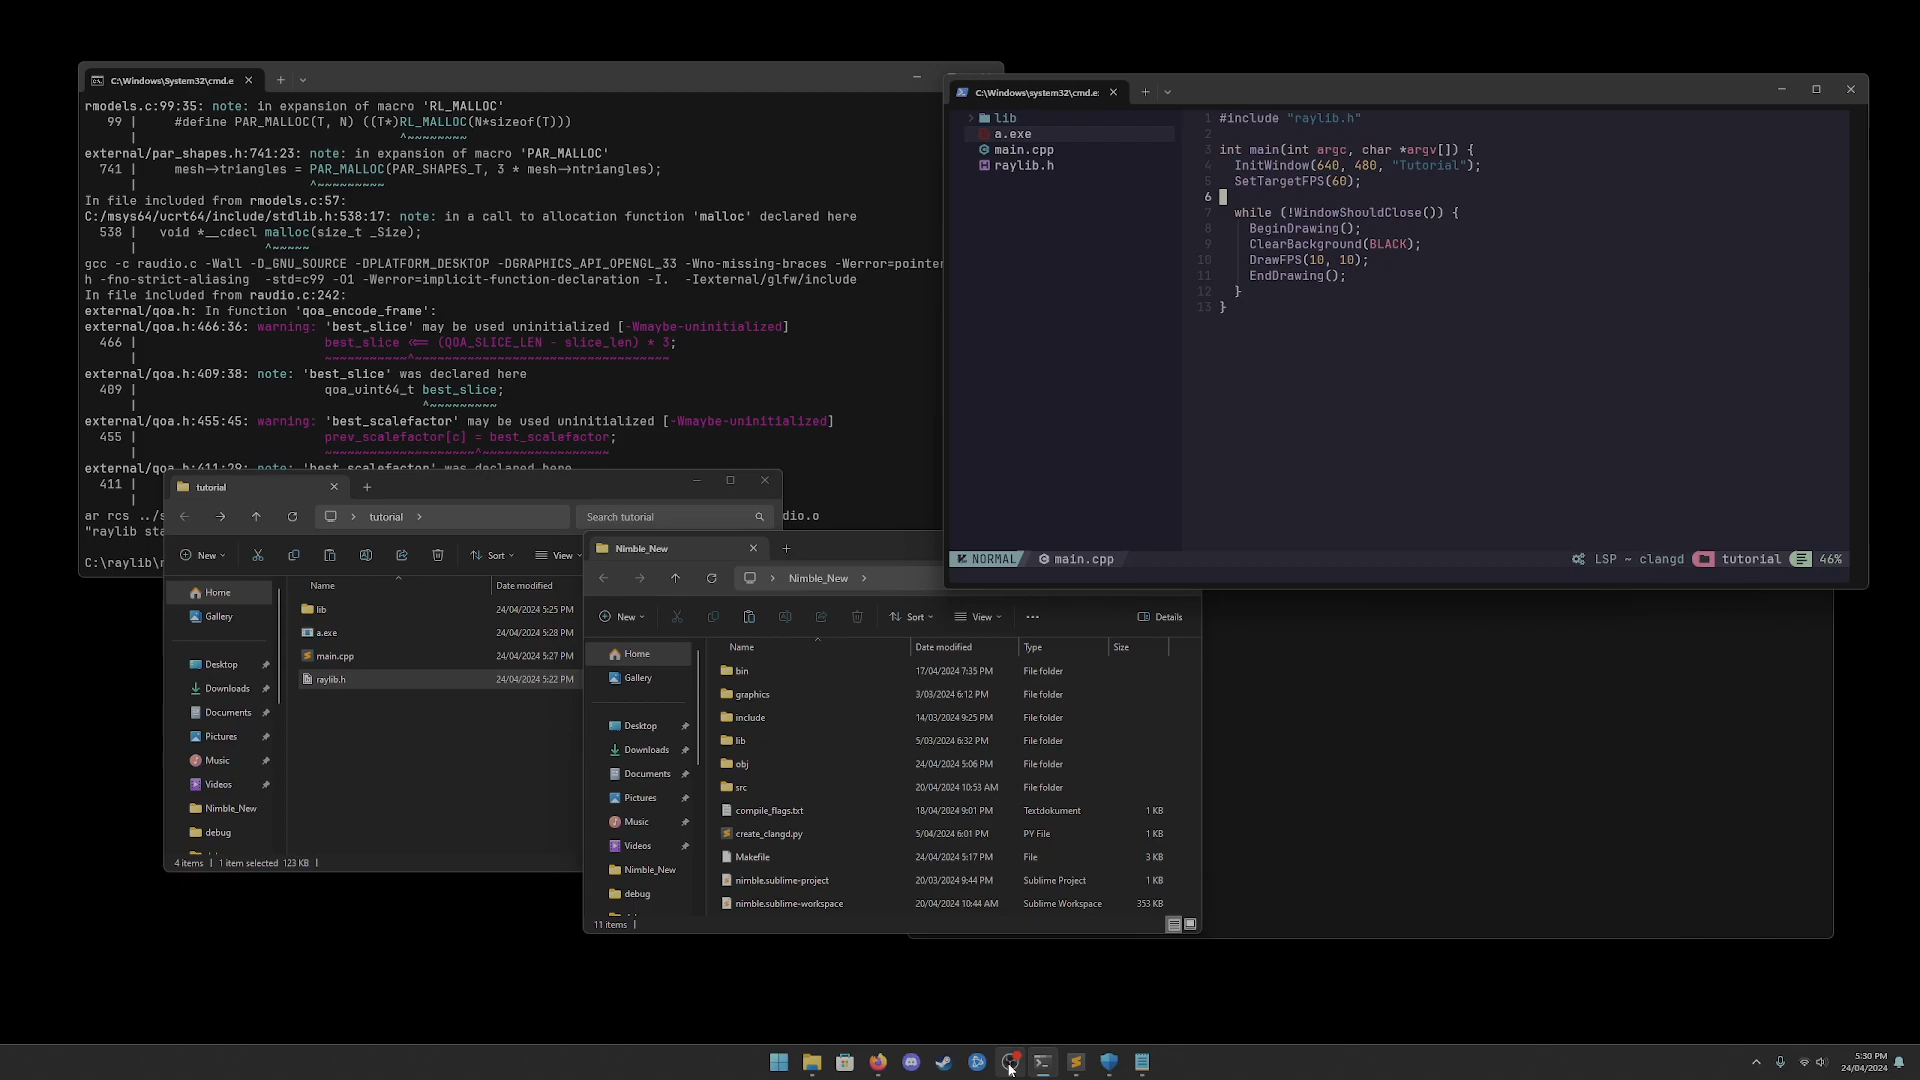 C:\Windows\System32\cmd.e
rmodels.c:99:35: note: in expansion of macro 'RL_MALLOC'
99 | #define PAR_MALLOC(T, N) ((T*)RL_MALLOC(N*sizeof(T)))
| ^~~~~~~~~
external/par_shapes.h:741:23: note: in expansion of macro 'PAR_MALLOC'
741 | mesh->triangles = PAR_MALLOC(PAR_SHAPES_T, 3 * mesh->ntriangles);
| ^~~~~~~~~~
In file included from rmodels.c:57:
C:/msys64/ucrt64/include/stdlib.h:538:17: note: in a call to allocation function 'malloc' declared here
538 | void *__cdecl malloc(size_t _Size);
| ^~~~~~
gcc -c raudio.c -Wall -D_GNU_SOURCE -DPLATFORM_DESKTOP -DGRAPHICS_API_OPENGL_33 -Wno-missing-braces -Werror=pointer
h -fno-strict-aliasing -std=c99 -O1 -Werror=implicit-function-declaration -I. -Iexternal/glfw/include
In file included from raudio.c:242:
external/qoa.h: In function 'qoa_encode_frame':
external/qoa.h:466:36: warning: 'best_slice' may be used uninitialized [-Wmaybe-uninitialized]
466 | best_slice <<= (QOA_SLICE_LEN - slice_len) * 3;
| ~~~~~~~~~~~^~~~~~~~~~~~~~~~~~~~~~~~~~~~~~~~~~~
external/qoa.h:409:38: note: 'best_slice' was declared here
409 | qoa_uint64_t best_slice;
| ^~~~~~~~~~
external/qoa.h:455:45: warning: 'best_scalefactor' may be used uninitialized [-Wmaybe-uninitialized]
455 | prev_scalefactor[c] = best_scalefactor;
| ~~~~~~~~~~~~~~~~~~~~^~~~~~~~~~~~~~~~~~
external/qoa.h:411:29: note: 'best_scalefactor' was declared here
411 |
|
ar rcs ../s
dio.o
"raylib sta
C:\raylib\r
C:\Windows\system32\cmd.e:
lib
a.exe
main.cpp
raylib.h
1 #include "raylib.h"
2
3 int main(int argc, char *argv[]) {
4 InitWindow(640, 480, "Tutorial");
5 SetTargetFPS(60);
6
7 while (!WindowShouldClose()) {
8 BeginDrawing();
9 ClearBackground(BLACK);
10 DrawFPS(10, 10);
11 EndDrawing();
12 }
13 }
NORMAL main.cpp LSP ~ clangd tutorial 46%
tutorial
tutorial
Search tutorial
New Sort View
Name Date modified
Home
Gallery
Desktop
Downloads
Documents
Pictures
Music
Videos
Nimble_New
debug
lib 24/04/2024 5:25 PM
a.exe 24/04/2024 5:28 PM
main.cpp 24/04/2024 5:27 PM
raylib.h 24/04/2024 5:22 PM
4 items 1 item selected 123 KB
Nimble_New
Nimble_New
New Sort View Details
Name Date modified Type Size
Home
Gallery
Desktop
Downloads
Documents
Pictures
Music
Videos
Nimble_New
debug
bin 17/04/2024 7:35 PM File folder
graphics 3/03/2024 6:12 PM File folder
include 14/03/2024 9:25 PM File folder
lib 5/03/2024 6:32 PM File folder
obj 24/04/2024 5:06 PM File folder
src 20/04/2024 10:53 AM File folder
compile_flags.txt 18/04/2024 9:01 PM Textdokument 1 KB
create_clangd.py 5/04/2024 6:01 PM PY File 1 KB
Makefile 24/04/2024 5:17 PM File 3 KB
nimble.sublime-project 20/03/2024 9:44 PM Sublime Project 1 KB
nimble.sublime-workspace 20/04/2024 10:44 AM Sublime Workspace 353 KB
11 items
5:30 PM
24/04/2024